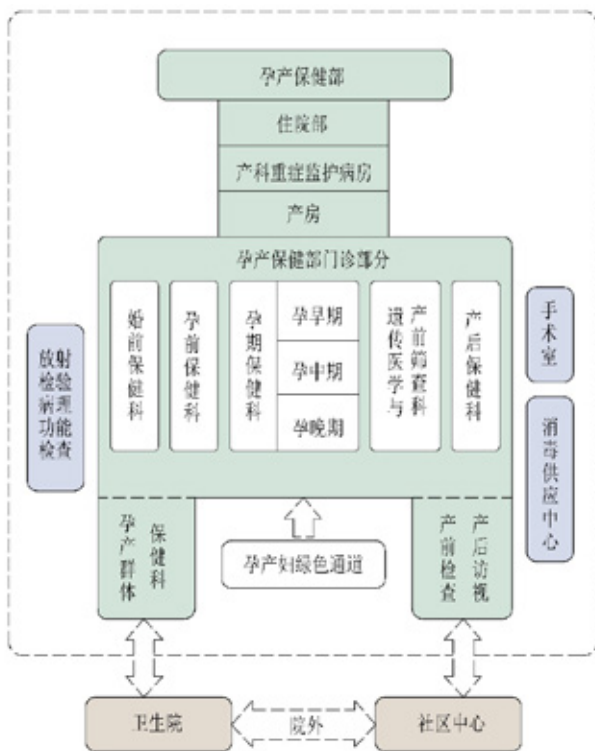 孕产保健部
住院部
产科重症监护病房
产房
孕产保健部门诊部分
婚前保健科
孕前保健科
孕期保健科
孕早期
孕中期
孕晚期
遗传医学与
产前筛查科
产后保健科
放射
检验
病理
功能
检查
手术室
消毒供应中心
孕产群体
保健科
孕产妇绿色通道
产前检查
产后访视
卫生院
院外
社区中心